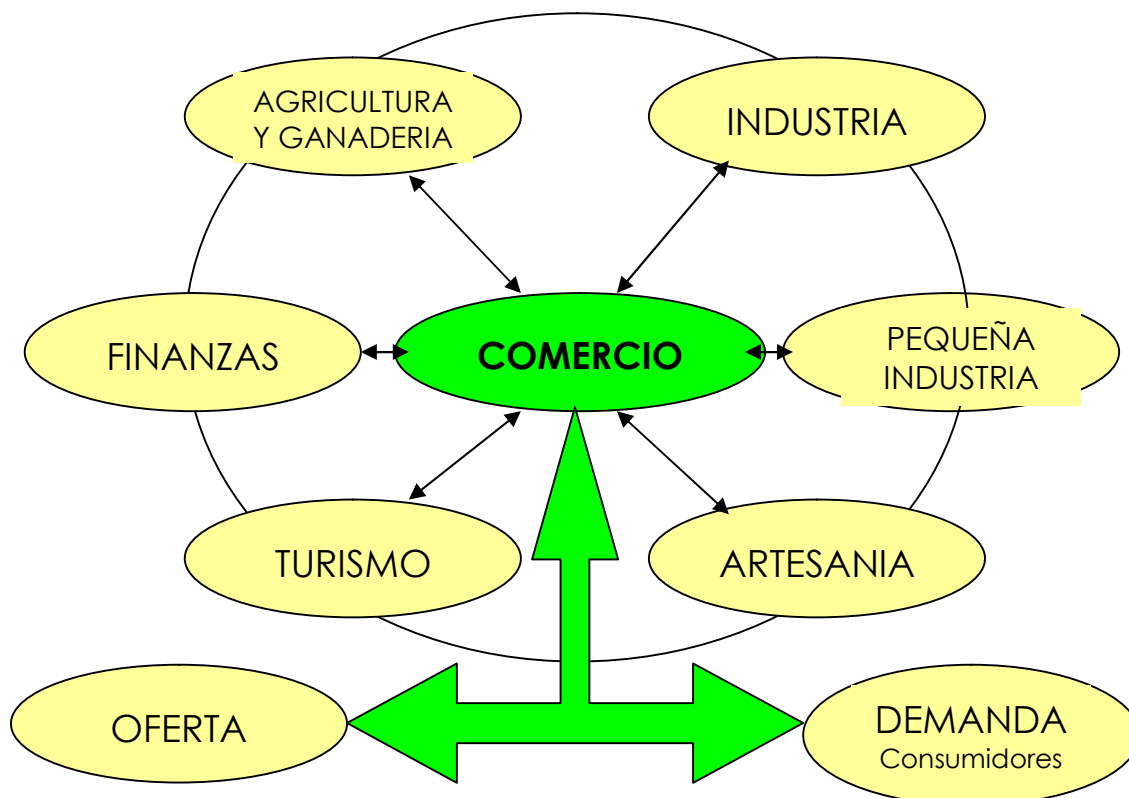 AGRICULTURA
Y GANADERIA
INDUSTRIA
FINANZAS
COMERCIO
PEQUEÑA
INDUSTRIA
TURISMO
ARTESANIA
OFERTA
DEMANDA
Consumidores